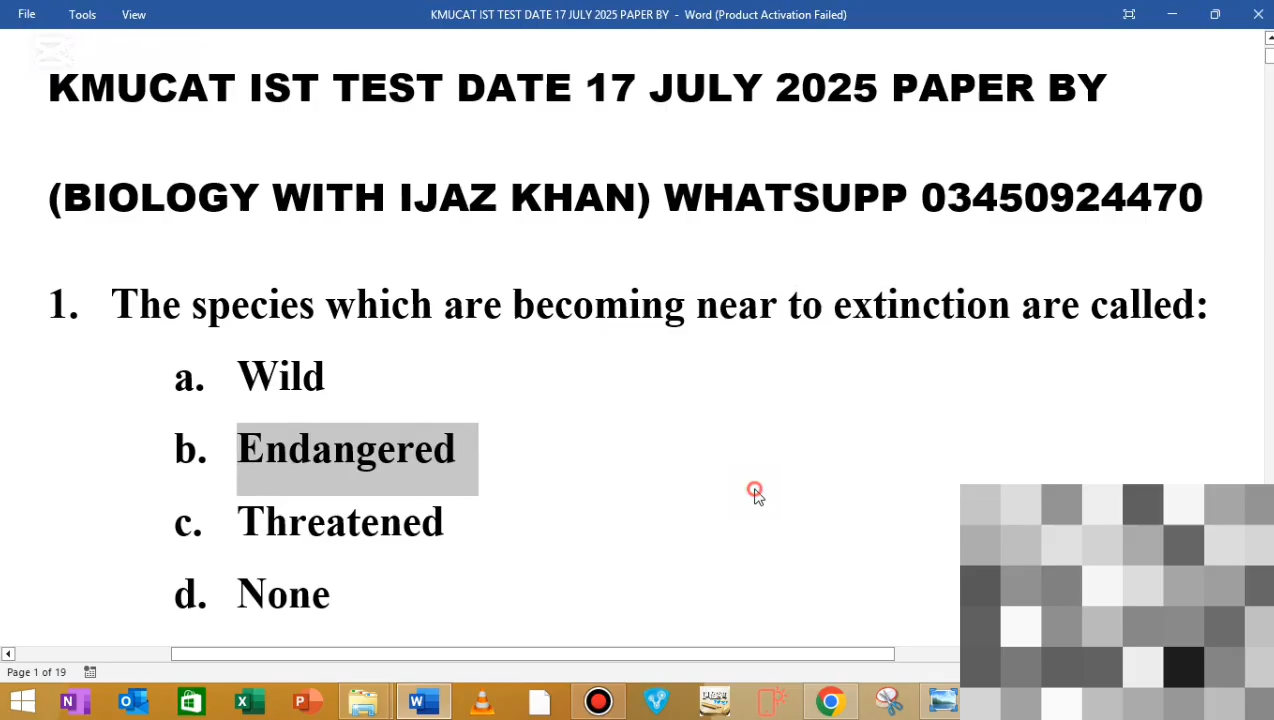 File Tools View KMUCAT IST TEST DATE 17 JULY 2025 PAPER BY - Word (Product Activation Failed)
KMUCAT IST TEST DATE 17 JULY 2025 PAPER BY
(BIOLOGY WITH IJAZ KHAN) WHATSUPP 03450924470
1. The species which are becoming near to extinction are called:
a. Wild
b. Endangered
c. Threatened
d. None
Page 1 of 19